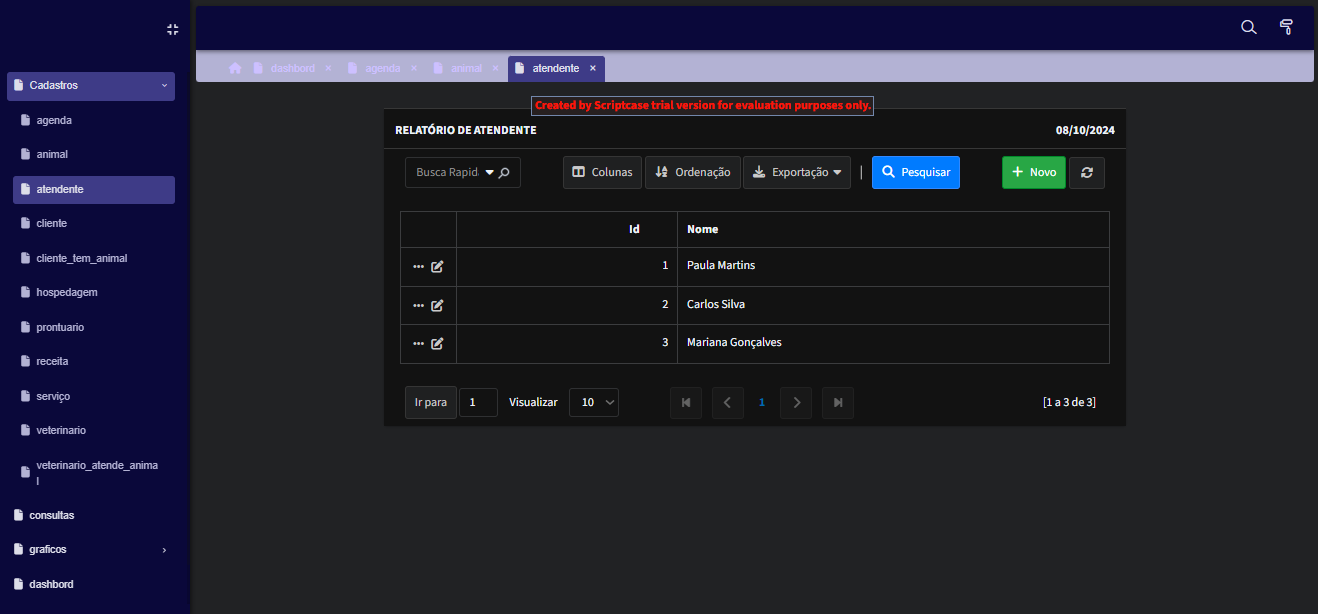 Cadastros
agenda
animal
atendente
cliente
cliente_tem_animal
hospedagem
prontuario
receita
serviço
veterinario
veterinario_atende_anima
l
consultas
graficos
dashbord
dashbord × agenda × animal × atendente ×
Created by Scriptcase trial version for evaluation purposes only.
RELATÓRIO DE ATENDENTE 08/10/2024
Busca Rapid Colunas Ordenação Exportação | Pesquisar Novo
Id Nome
1 Paula Martins
2 Carlos Silva
3 Mariana Gonçalves
Ir para 1 Visualizar 10 1 [1 a 3 de 3]